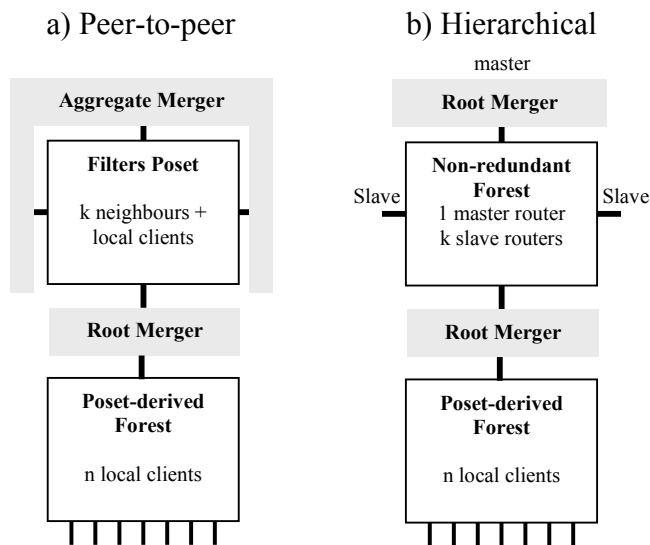 a) Peer-to-peer
Aggregate Merger
Filters Poset
k neighbours +
local clients
Root Merger
Poset-derived
Forest
n local clients
b) Hierarchical
master
Root Merger
Non-redundant
Forest
1 master router
k slave routers
Slave
Slave
Root Merger
Poset-derived
Forest
n local clients